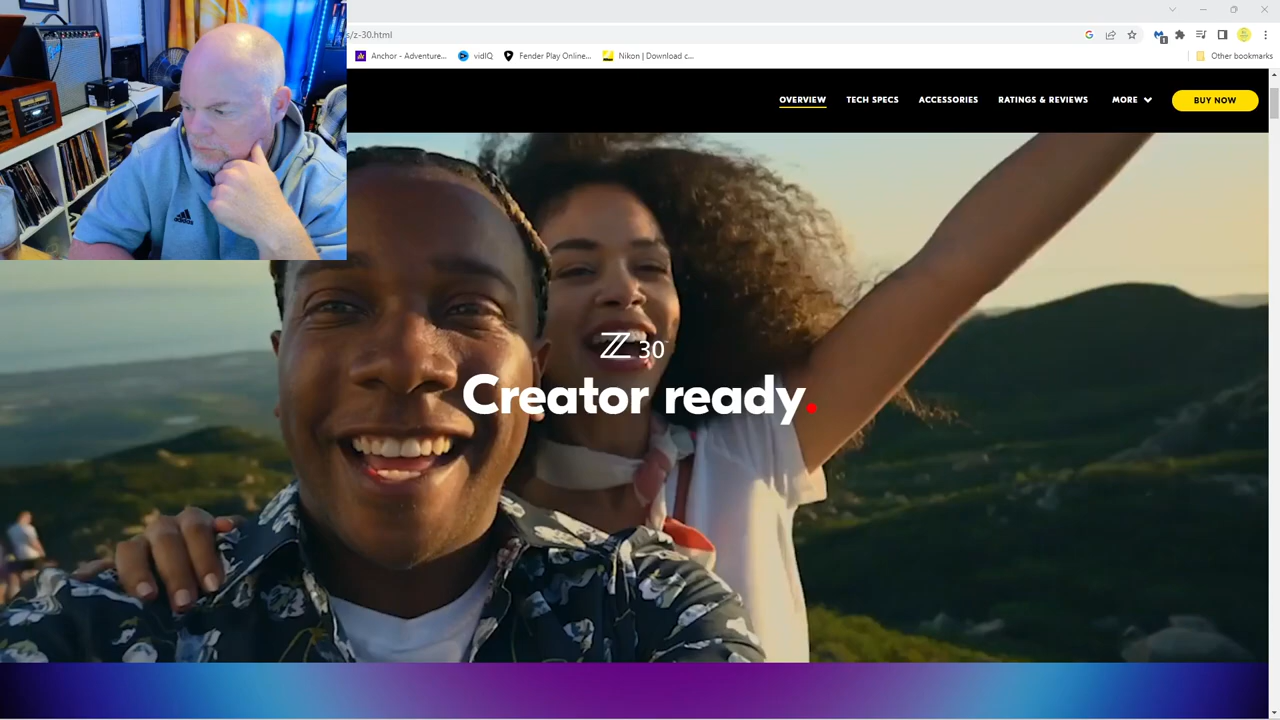 s/z-30.html
Anchor - Adventure...
vidIQ
Fender Play Online...
Nikon | Download c...
Other bookmarks
OVERVIEW
TECH SPECS
ACCESSORIES
RATINGS & REVIEWS
MORE
BUY NOW
adidas
Z 30
Creator ready.